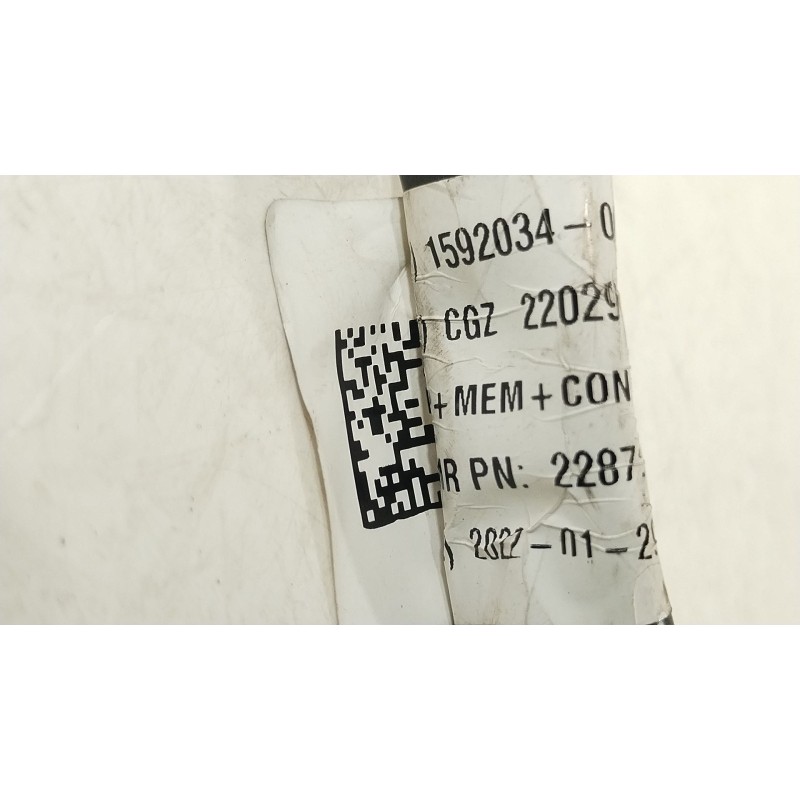 ) 1592034-0
) CGZ 22029
+MEM+CON
R PN: 2287
2022-01-2